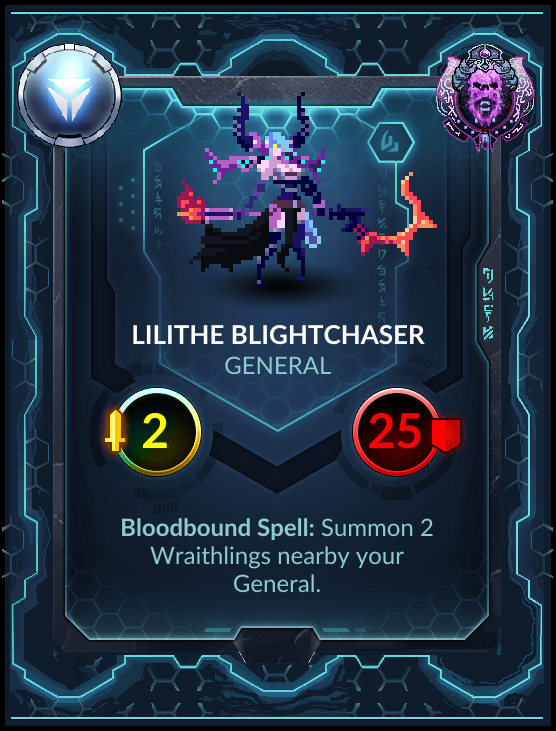 LILITHE BLIGHTCHASER
GENERAL
2
25
Bloodbound Spell: Summon 2
Wraithlings nearby your
General.